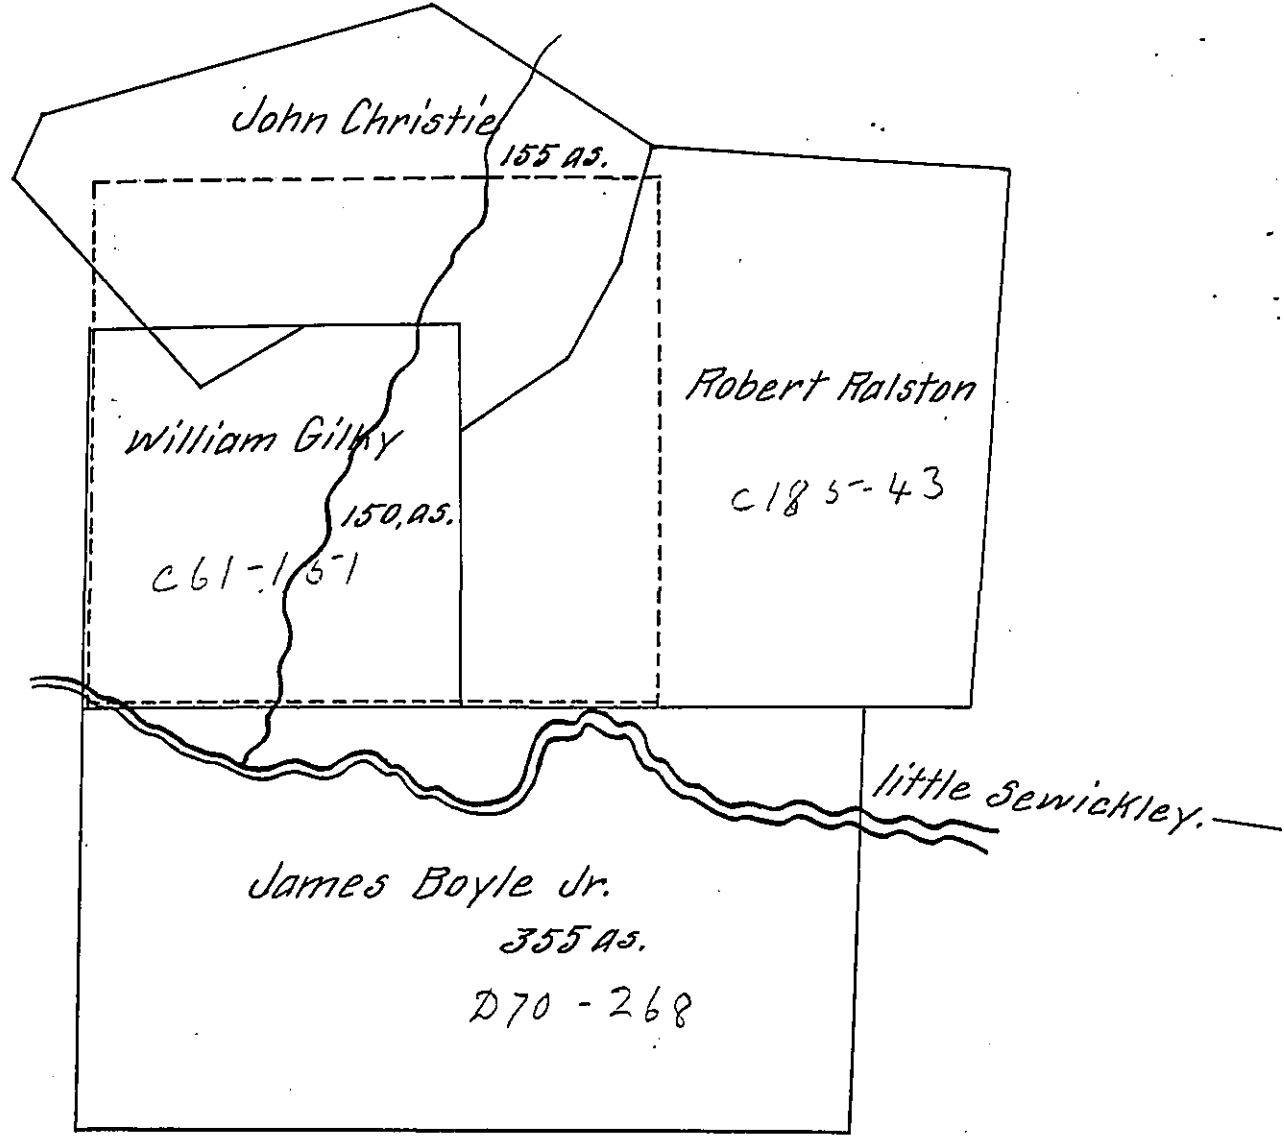 John Christie
155 as.
Robert Ralston
C185-43
William Gilky
150, as.
C61-151
little Sewickley.
James Boyle Jr.
355 as.
D70 - 268